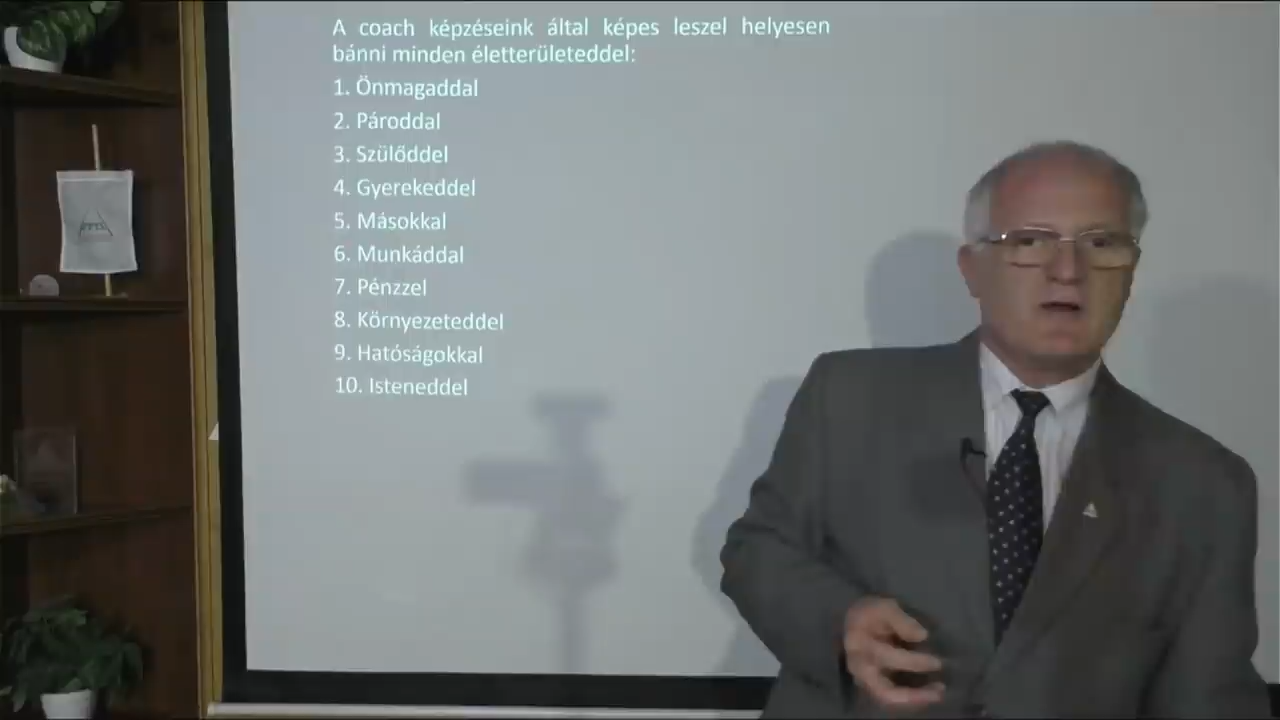 A coach képzéseink által képes leszel helyesen
bánni minden életterületeddel:
1. Önmagaddal
2. Pároddal
3. Szülőddel
4. Gyerekeddel
5. Másokkal
6. Munkáddal
7. Pénzzel
8. Környezeteddel
9. Hatóságokkal
10. Isteneddel